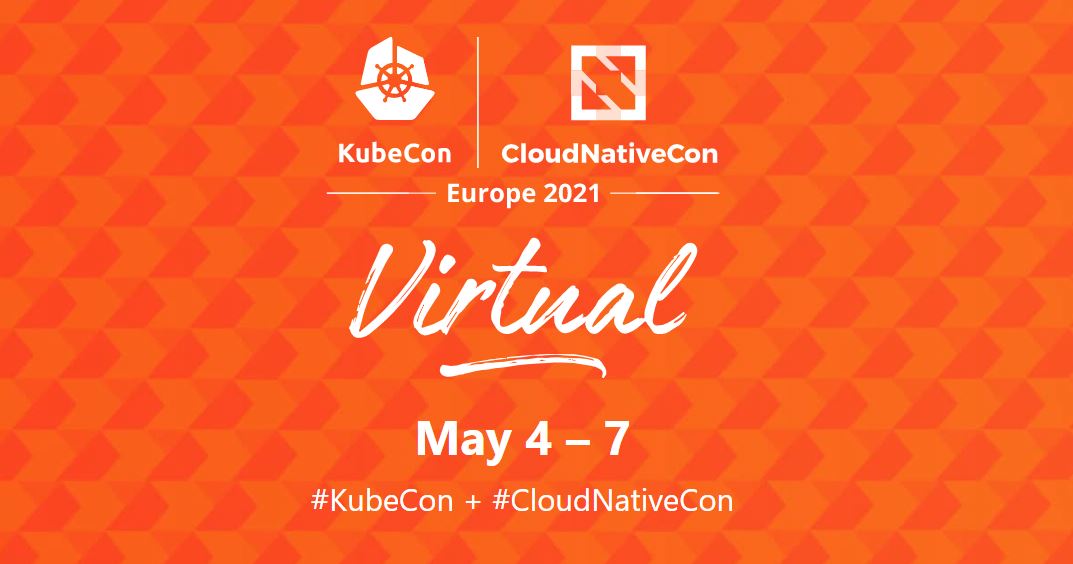 KubeCon
CloudNativeCon
Europe 2021
Virtual
May 4 – 7
#KubeCon + #CloudNativeCon